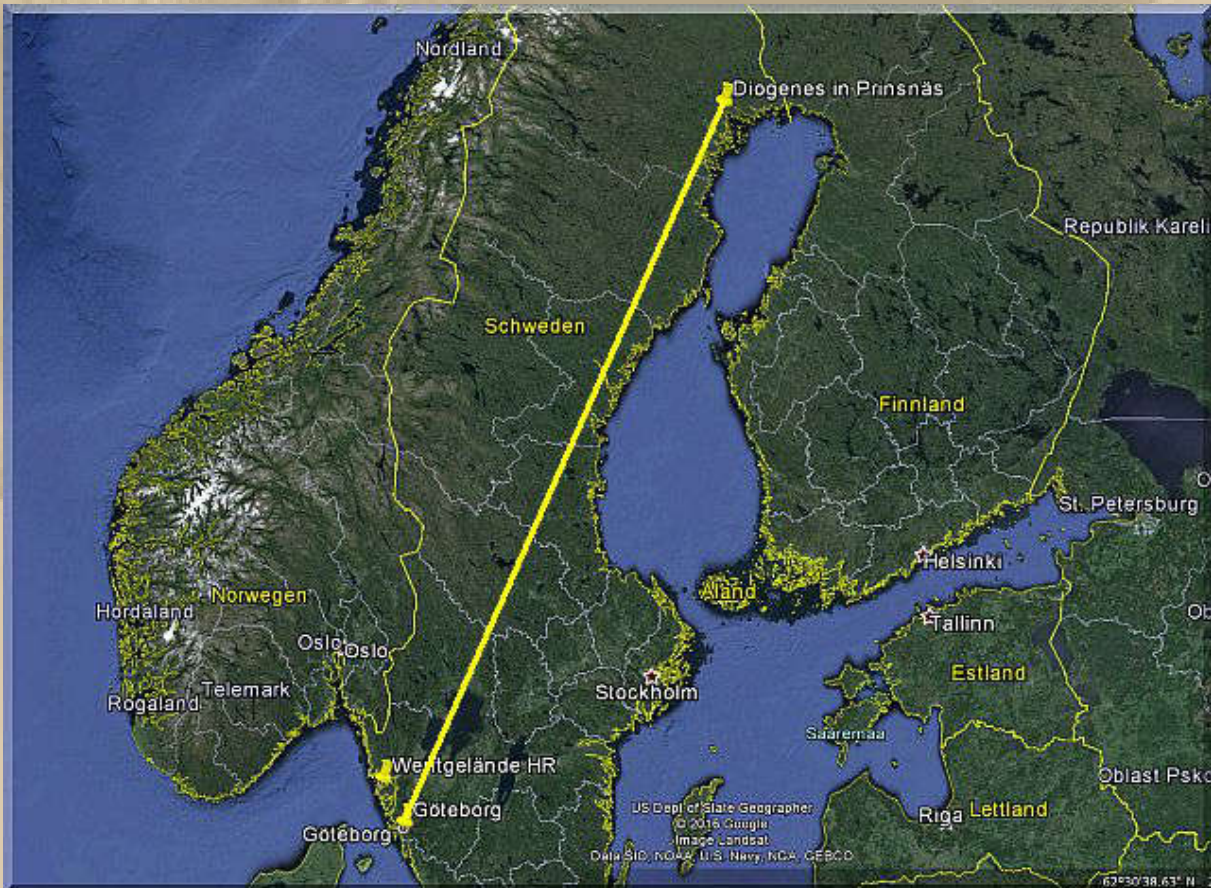 Nordland
Diogenes in Prinsnäs
Republik Kareli
Schweden
Finnland
St. Petersburg
Helsinki
Åland
Hordaland
Norwegen
Tallinn
Oslo
Oslo
Estland
Stockholm
Telemark
Rogaland
Saaremaa
Werftgelände HR
Oblast Psko
Göteborg
US Dept of State Geographer
Riga
Lettland
Göteborg
© 2016 Google
Image Landsat
Data SIO, NOAA, U.S. Navy, NGA, GEBCO
62°30'38.63" N